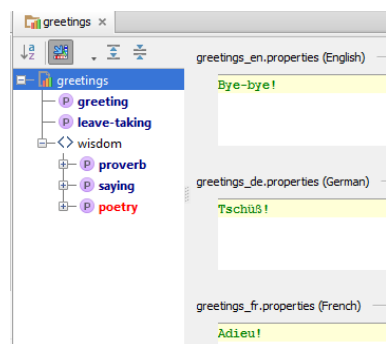 greetings
greetings
greeting
leave-taking
wisdom
proverb
saying
poetry
greetings_en.properties (English)
Bye-bye!
greetings_de.properties (German)
Tschüß!
greetings_fr.properties (French)
Adieu!